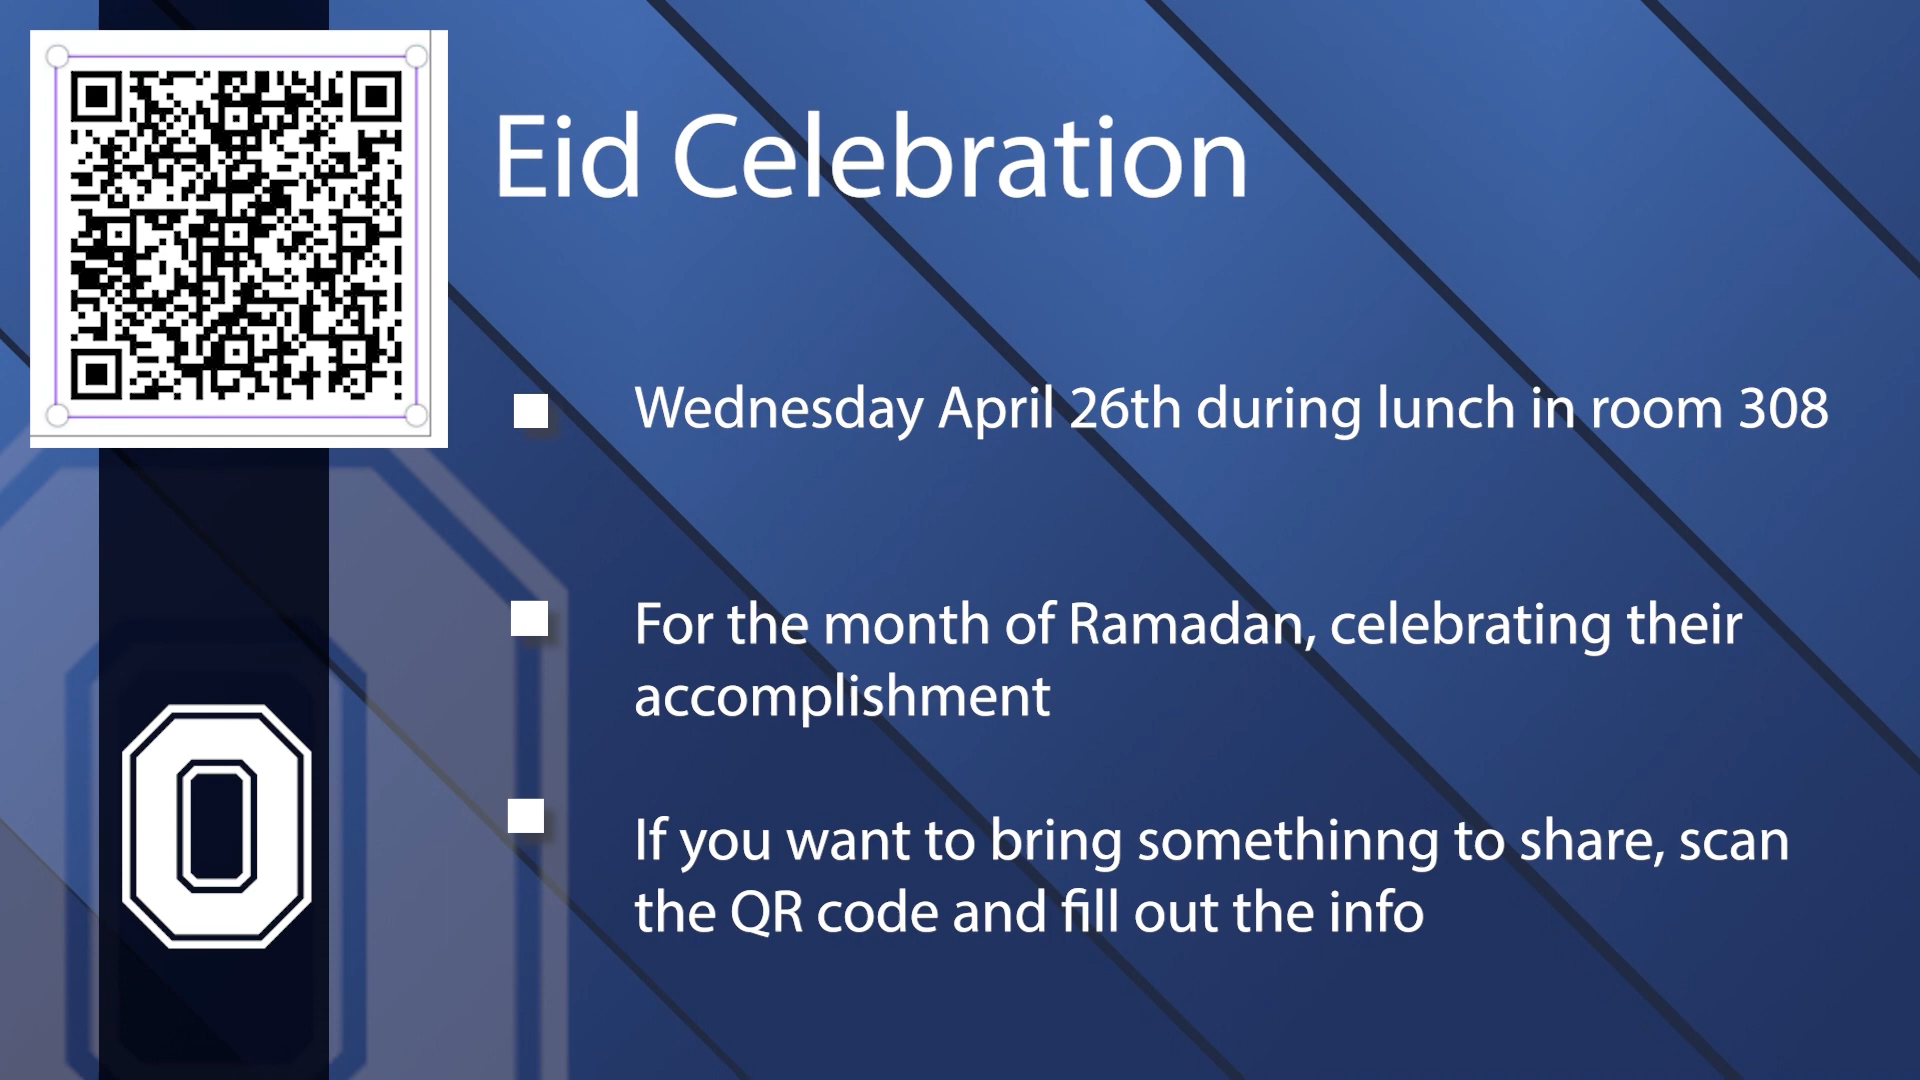 Eid Celebration
Wednesday April 26th during lunch in room 308
For the month of Ramadan, celebrating their
accomplishment
If you want to bring somethinng to share, scan
the QR code and fill out the info
O